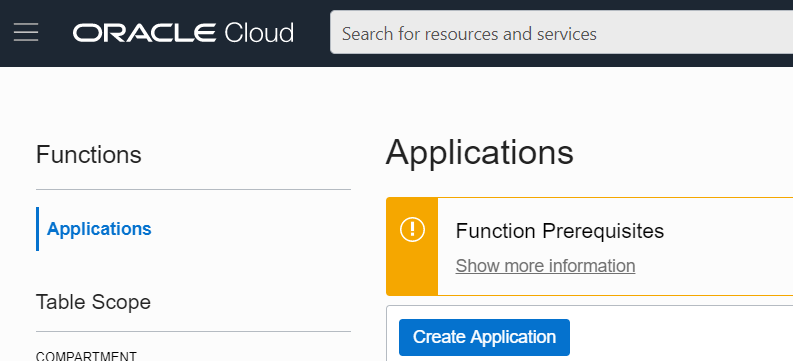 ORACLE Cloud
Search for resources and services
Functions
Applications
Table Scope
COMPARTMENT
Applications
Function Prerequisites
Show more information
Create Application